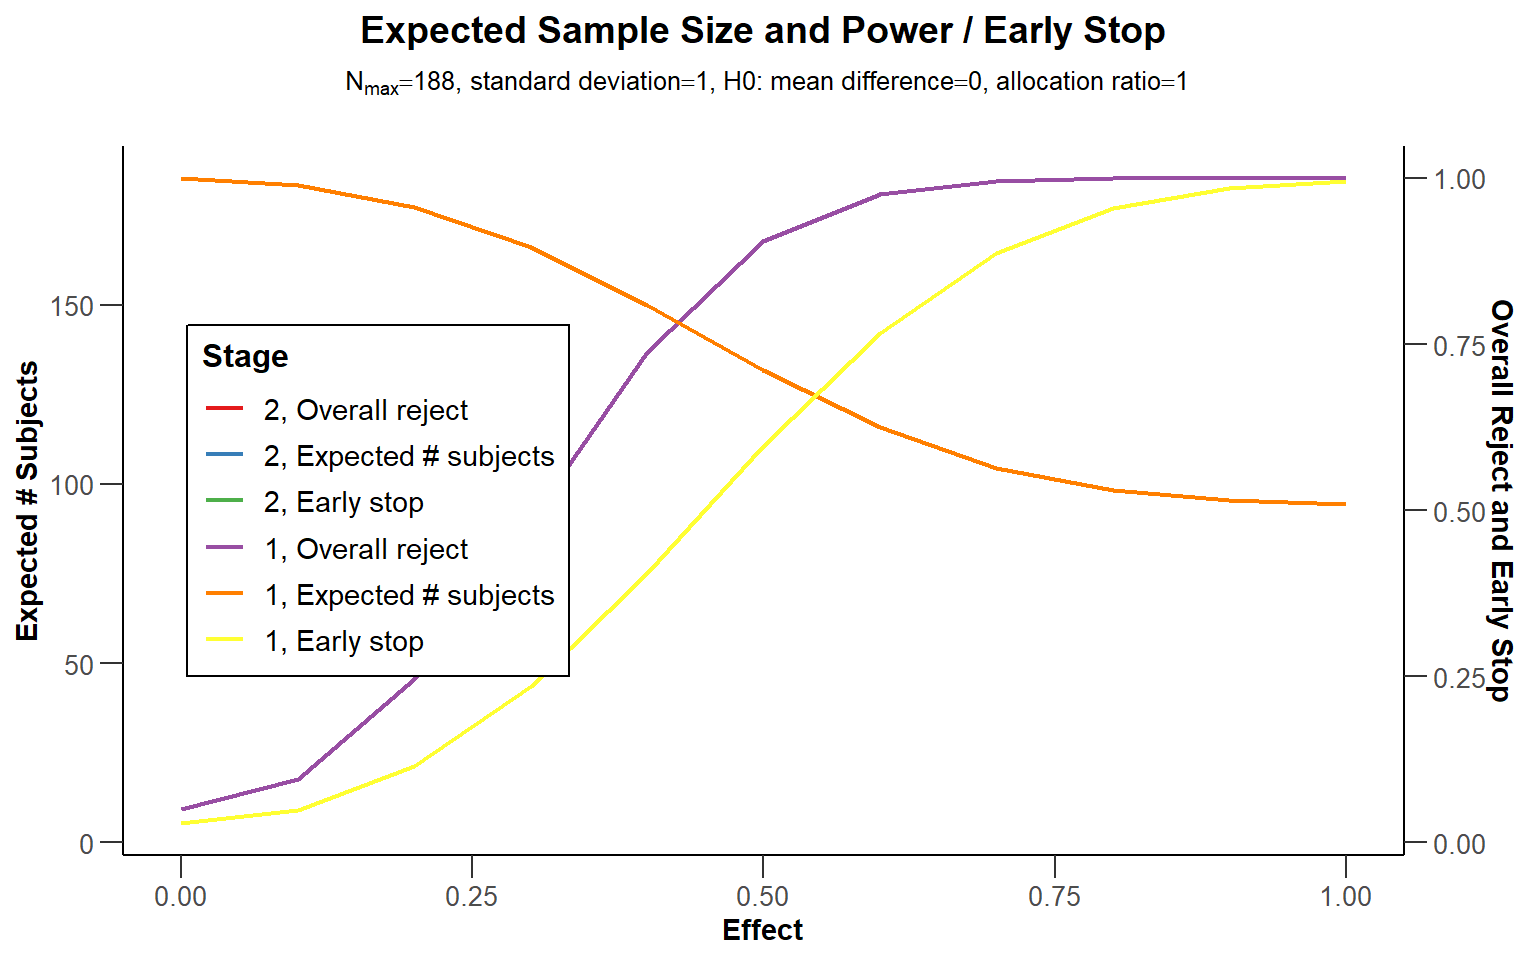 Expected Sample Size and Power / Early Stop
Nmax=188, standard deviation=1, H0: mean difference=0, allocation ratio=1
Expected # Subjects
150
100
50
0
Stage
2, Overall reject
2, Expected # subjects
2, Early stop
1, Overall reject
1, Expected # subjects
1, Early stop
1.00
0.75
0.50
0.25
0.00
Overall Reject and Early Stop
0.00 0.25 0.50 0.75 1.00
Effect